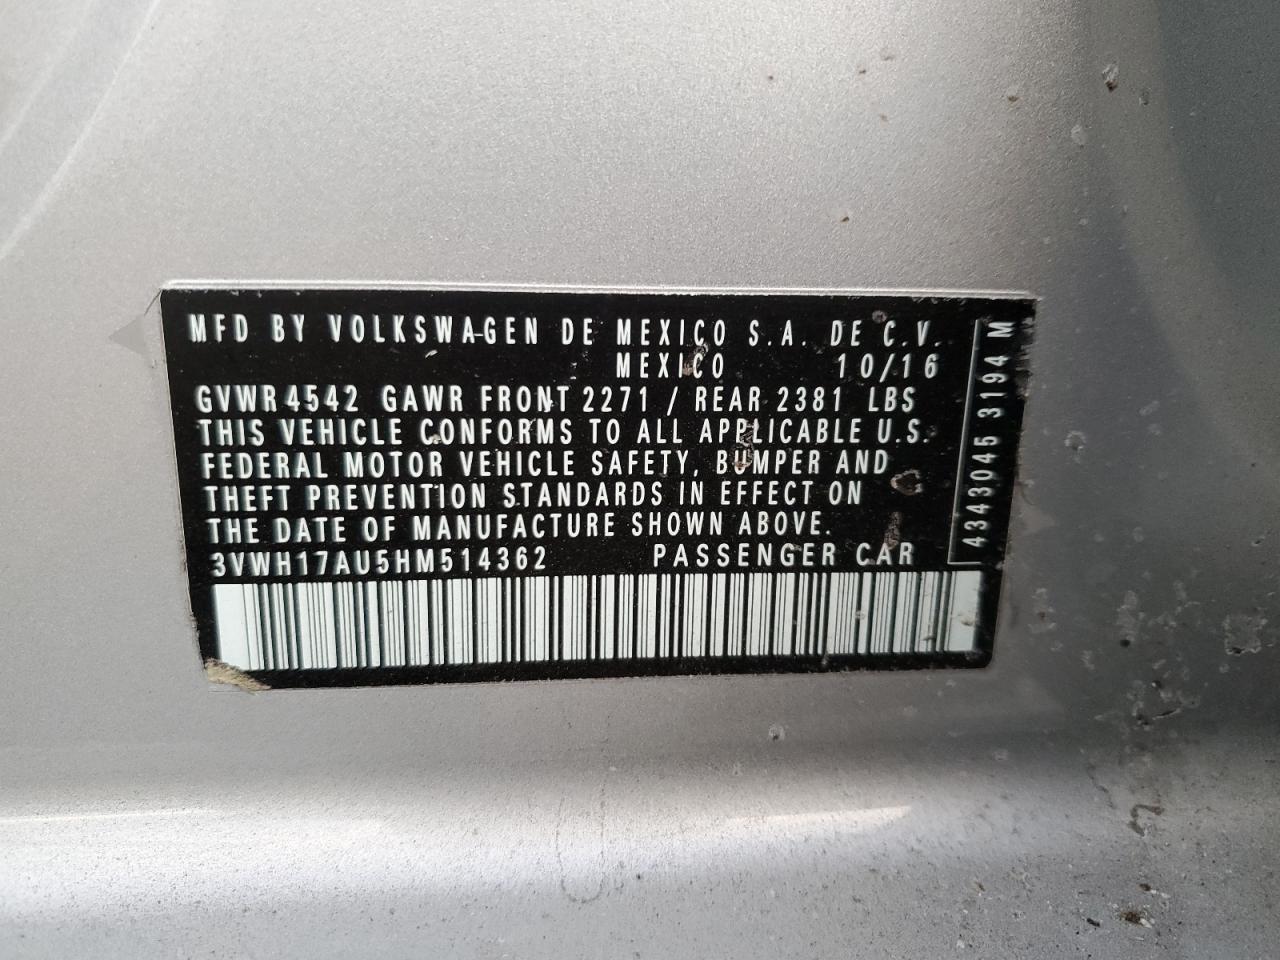 MFD BY VOLKSWAGEN DE MEXICO S.A. DE C.V.
MEXICO 10/16
GVWR 4542 GAWR FRONT 2271 / REAR 2381 LBS
THIS VEHICLE CONFORMS TO ALL APPLICABLE U.S.
FEDERAL MOTOR VEHICLE SAFETY, BUMPER AND
THEFT PREVENTION STANDARDS IN EFFECT ON
THE DATE OF MANUFACTURE SHOWN ABOVE.
3VWH17AU5HM514362 PASSENGER CAR
4343045 3194 M